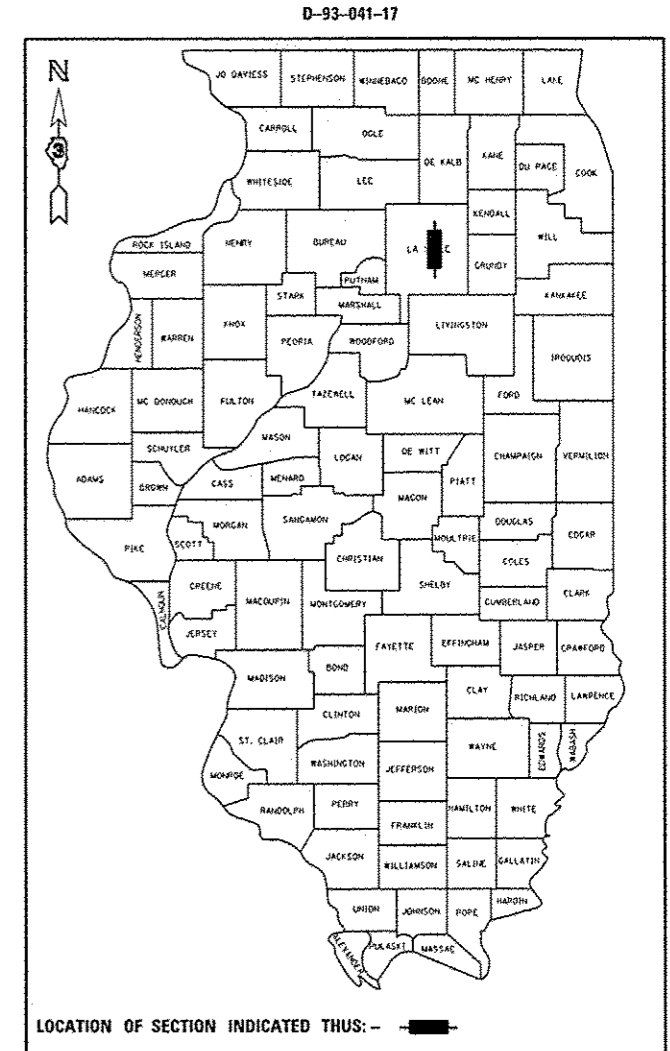 D-93-041-17
N
3
JO DAVIESS STEPHENSON WINNEBAGO BOONE MC HENRY LAKE
CARROLL OGLE
DE KALB KANE DU PAGE COOK
WHITESIDE LEE
KENDALL
ROCK ISLAND HENRY BUREAU LA WILL
MERCER PUTNAM GRUNDY
STARK MARSHALL KANKAKEE
HENDERSON WARREN KNOX PEORIA WOODFORD LIVINGSTON
IROQUOIS
HANCOCK MC DONOUGH FULTON TAZEWELL MC LEAN FORD
MASON
SCHUYLER LOGAN DE WITT CHAMPAIGN VERMILION
ADAMS BROWN CASS MENARD PIATT
MACON
MORGAN SANGAMON DOUGLAS
PIKE SCOTT CHRISTIAN MOULTRIE COLES EDGAR
GREENE SHELBY
CALHOUN MACOUPIN MONTGOMERY CUMBERLAND CLARK
JERSEY
FAYETTE EFFINGHAM JASPER CRAWFORD
MADISON BOND
CLAY RICHLAND LAWRENCE
CLINTON MARION
ST. CLAIR WAYNE EDWARDS WABASH
WASHINGTON JEFFERSON
MONROE
RANDOLPH PERRY HAMILTON WHITE
FRANKLIN
JACKSON WILLIAMSON SALINE GALLATIN
UNION JOHNSON POPE HARDIN
ALEXANDER PULASKI MASSAC
LOCATION OF SECTION INDICATED THUS: -